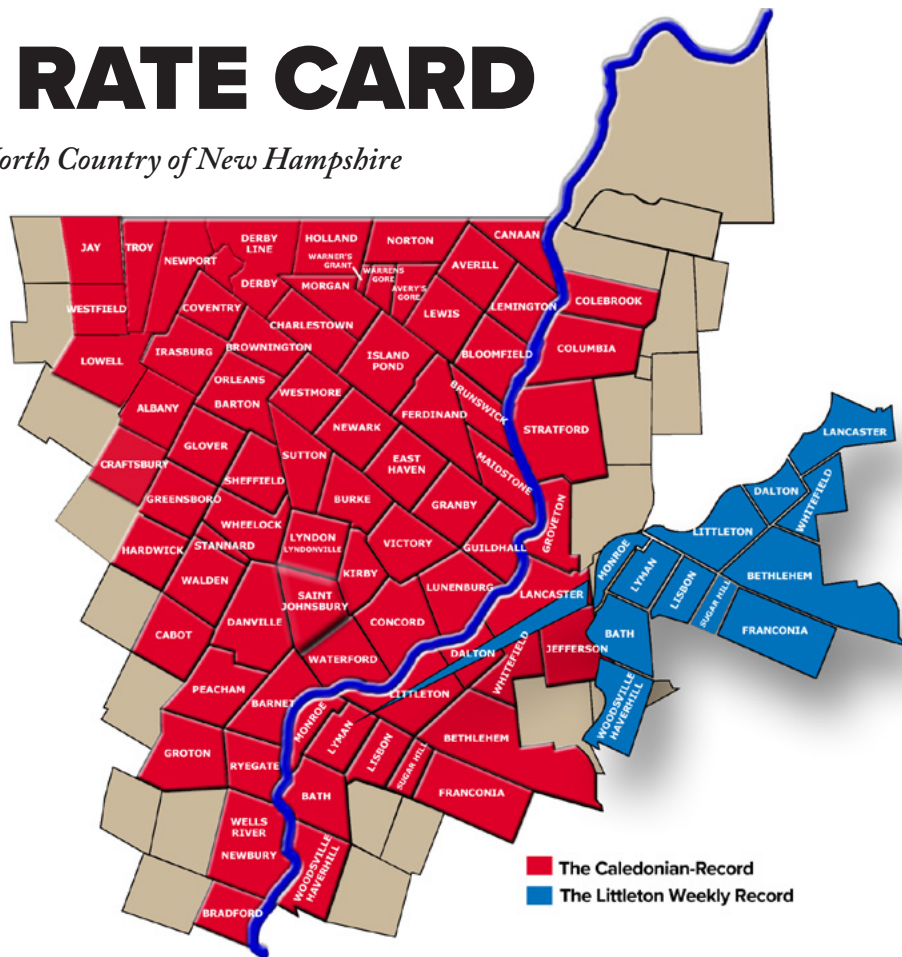 RATE CARD
North Country of New Hampshire
JAY
TROY
NEWPORT
DERBY
LINE
HOLLAND
NORTON
CANAAN
WARNER'S
GRANT
WARRENS
GORE
AVERY'S
GORE
AVERILL
DERBY
MORGAN
WESTFIELD
COVENTRY
LEWIS
LEMINGTON
COLEBROOK
CHARLESTOWN
LOWELL
IRASBURG
BROWNINGTON
ISLAND
POND
BLOOMFIELD
COLUMBIA
ORLEANS
BARTON
WESTMORE
BRUNSWICK
ALBANY
FERDINAND
NEWARK
STRATFORD
GLOVER
SUTTON
EAST
HAVEN
MAIDSTONE
CRAFTSBURY
SHEFFIELD
GREENSBORO
BURKE
GRANBY
GROVETON
WHEELOCK
LYNDON
LYNDONVILLE
VICTORY
GUILDHALL
HARDWICK
STANNARD
KIRBY
WALDEN
SAINT
JOHNSBURY
LUNENBURG
LANCASTER
CABOT
DANVILLE
CONCORD
WATERFORD
DALTON
WHITEFIELD
JEFFERSON
PEACHAM
BARNET
LITTLETON
MONROE
LYMAN
LISBON
SUGAR HILL
BETHLEHEM
GROTON
RYEGATE
BATH
FRANCONIA
WELLS
RIVER
NEWBURY
WOODSVILLE
HAVERHILL
BRADFORD
LANCASTER
DALTON
WHITEFIELD
LITTLETON
MONROE
LYMAN
LISBON
SUGAR HILL
BETHLEHEM
BATH
FRANCONIA
WOODSVILLE
HAVERHILL
The Caledonian-Record
The Littleton Weekly Record